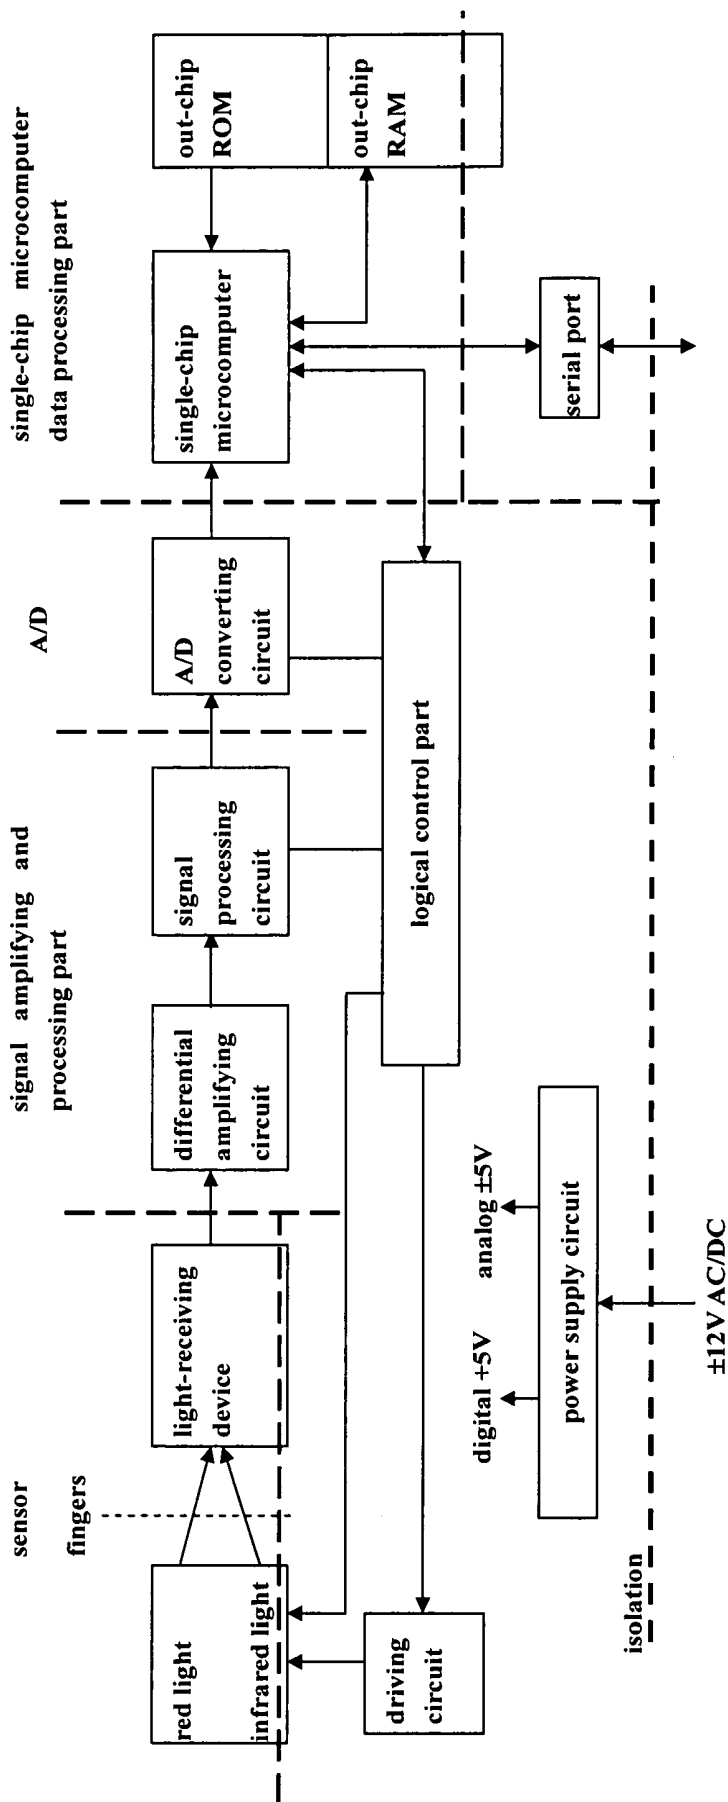 sensor
fingers
signal amplifying and
processing part
A/D
single-chip microcomputer
data processing part
red light
infrared light
light-receiving
device
differential
amplifying
circuit
signal
processing
circuit
A/D
converting
circuit
single-chip
microcomputer
out-chip
ROM
out-chip
RAM
driving
circuit
logical control part
digital +5V
analog ±5V
power supply circuit
serial port
isolation
±12V AC/DC